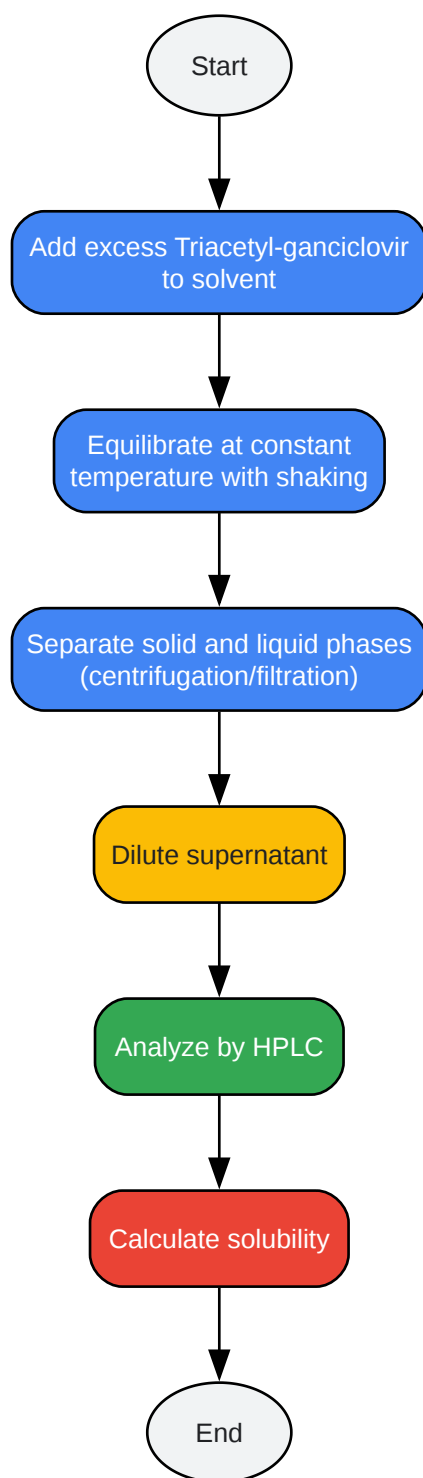 Start
Add excess Triacetyl-ganciclovir
to solvent
Equilibrate at constant
temperature with shaking
Separate solid and liquid phases
(centrifugation/filtration)
Dilute supernatant
Analyze by HPLC
Calculate solubility
End